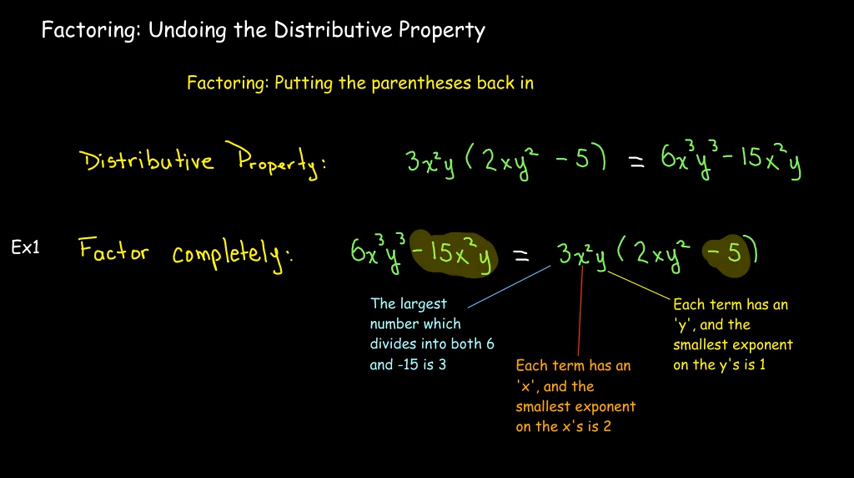 Factoring: Undoing the Distributive Property
Factoring: Putting the parentheses back in
Distributive Property: 3x²y (2xy² - 5) = 6x³y³ - 15x²y
Ex1 Factor completely: 6x³y³ - 15x²y = 3x²y (2xy² - 5)
The largest
number which
divides into both 6
and -15 is 3
Each term has an
'x', and the
smallest exponent
on the x's is 2
Each term has an
'y', and the
smallest exponent
on the y's is 1